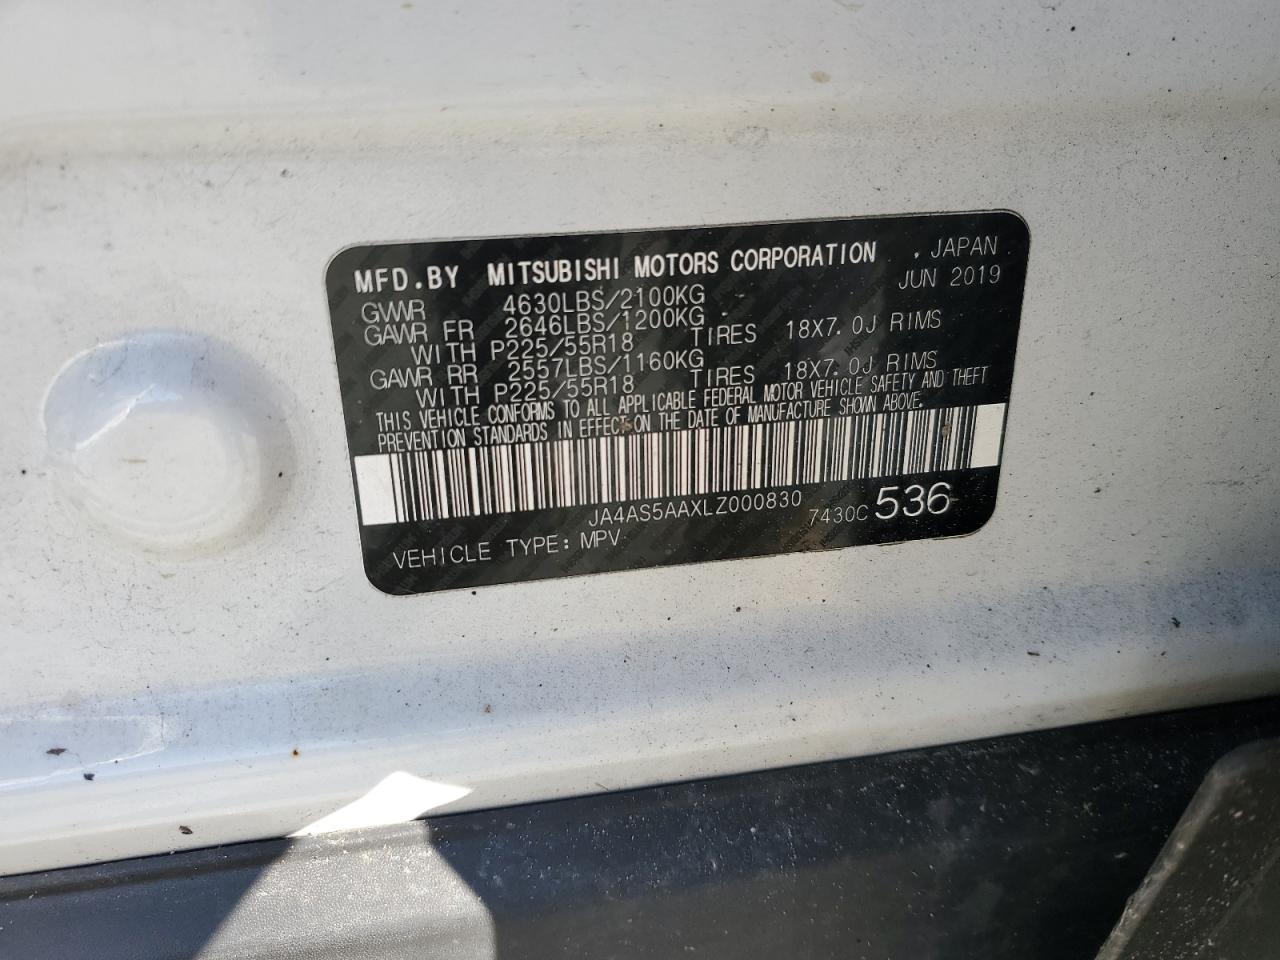 MFD.BY MITSUBISHI MOTORS CORPORATION . JAPAN
JUN 2019
GVWR 4630LBS/2100KG
GAWR FR 2646LBS/1200KG
WITH P225/55R18 TIRES 18X7.0J RIMS
GAWR RR 2557LBS/1160KG
WITH P225/55R18 TIRES 18X7.0J RIMS
THIS VEHICLE CONFORMS TO ALL APPLICABLE FEDERAL MOTOR VEHICLE SAFETY AND THEFT
PREVENTION STANDARDS IN EFFECT ON THE DATE OF MANUFACTURE SHOWN ABOVE.
JA4AS5AAXLZ000830 7430C 536
VEHICLE TYPE: MPV